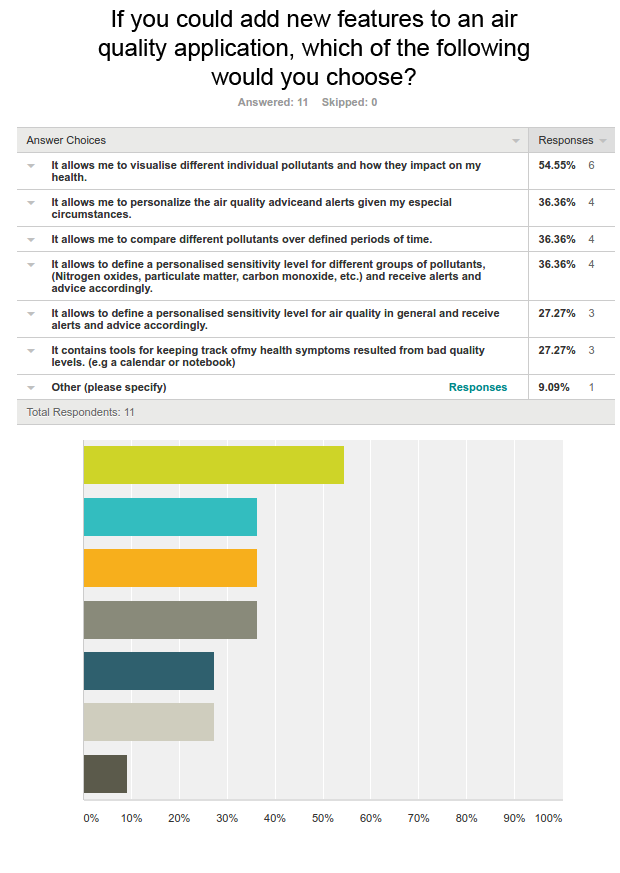 If you could add new features to an air
quality application, which of the following
would you choose?
Answered: 11 Skipped: 0
Answer Choices Responses
It allows me to visualise different individual pollutants and how they impact on my
health.
54.55% 6
It allows me to personalize the air quality adviceand alerts given my especial
circumstances.
36.36% 4
It allows me to compare different pollutants over defined periods of time. 36.36% 4
It allows to define a personalised sensitivity level for different groups of pollutants,
(Nitrogen oxides, particulate matter, carbon monoxide, etc.) and receive alerts and
advice accordingly.
36.36% 4
It allows to define a personalised sensitivity level for air quality in general and receive
alerts and advice accordingly.
27.27% 3
It contains tools for keeping track ofmy health symptoms resulted from bad quality
levels. (e.g a calendar or notebook)
27.27% 3
Other (please specify) Responses 9.09% 1
Total Respondents: 11
0% 10% 20% 30% 40% 50% 60% 70% 80% 90% 100%